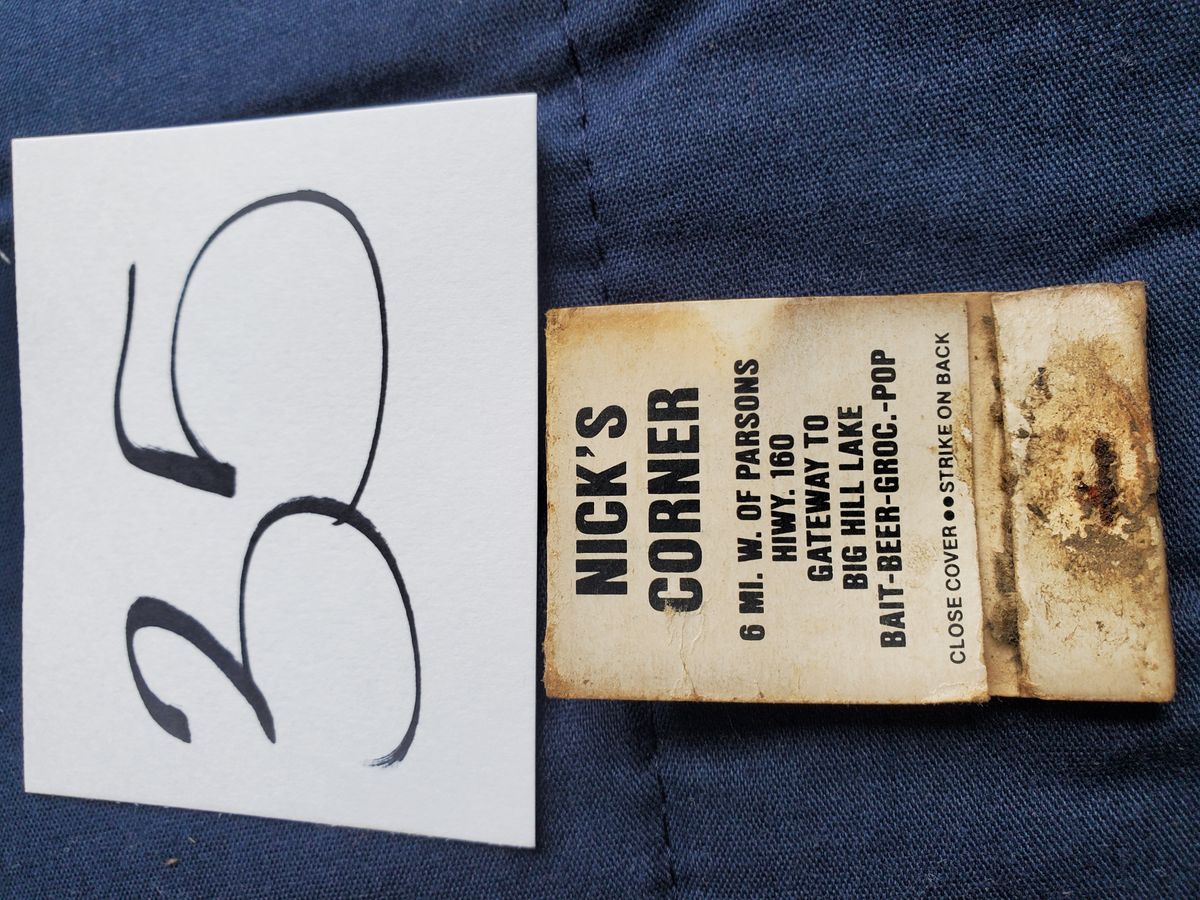 35
NICK'S
CORNER
6 MI. W. OF PARSONS
HIWY. 160
GATEWAY TO
BIG HILL LAKE
BAIT-BEER-GROC.-POP
CLOSE COVER●●STRIKE ON BACK